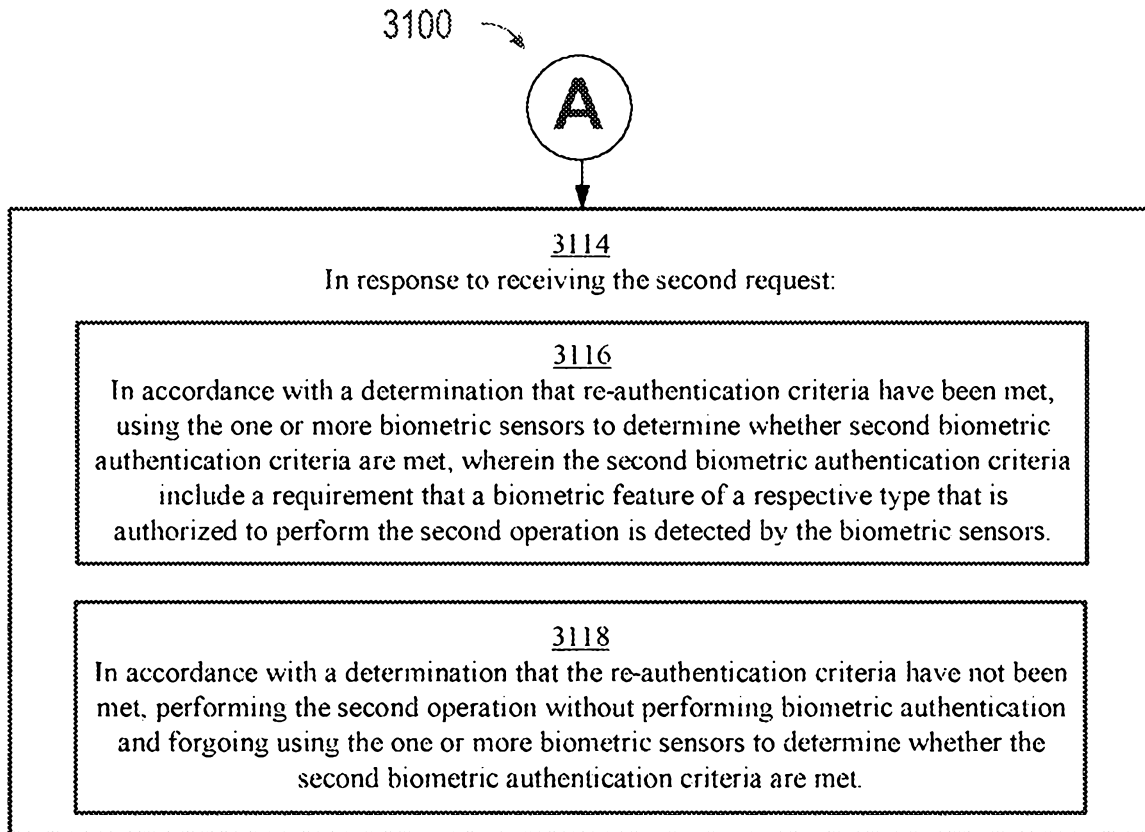 3100
A
3114
In response to receiving the second request:
3116
In accordance with a determination that re-authentication criteria have been met,
using the one or more biometric sensors to determine whether second biometric
authentication criteria are met, wherein the second biometric authentication criteria
include a requirement that a biometric feature of a respective type that is
authorized to perform the second operation is detected by the biometric sensors.
3118
In accordance with a determination that the re-authentication criteria have not been
met, performing the second operation without performing biometric authentication
and forgoing using the one or more biometric sensors to determine whether the
second biometric authentication criteria are met.